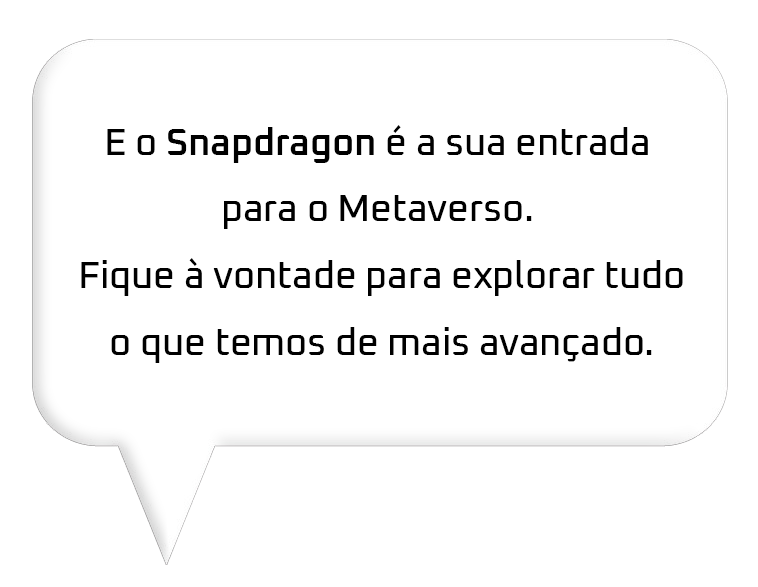 E o Snapdragon é a sua entrada
para o Metaverso.
Fique à vontade para explorar tudo
o que temos de mais avançado.